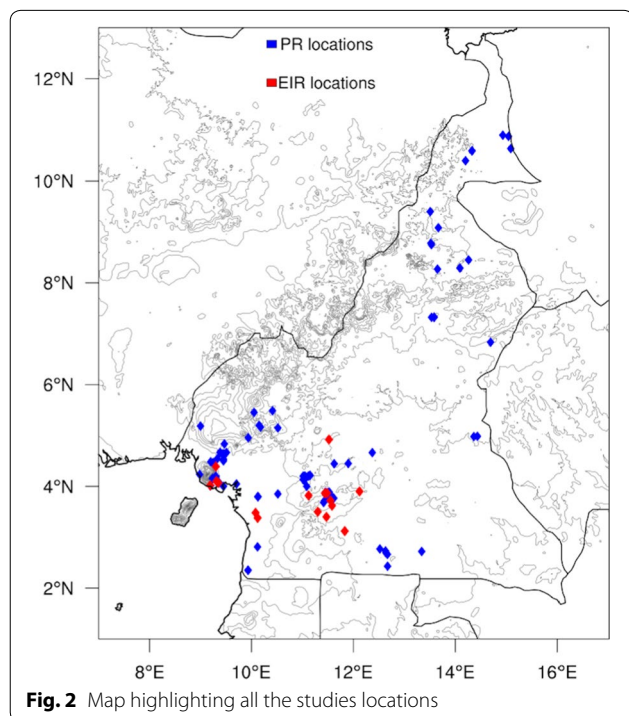 PR locations
EIR locations
12°N
10°N
8°N
6°N
4°N
2°N
8°E 10°E 12°E 14°E 16°E
Fig. 2 Map highlighting all the studies locations